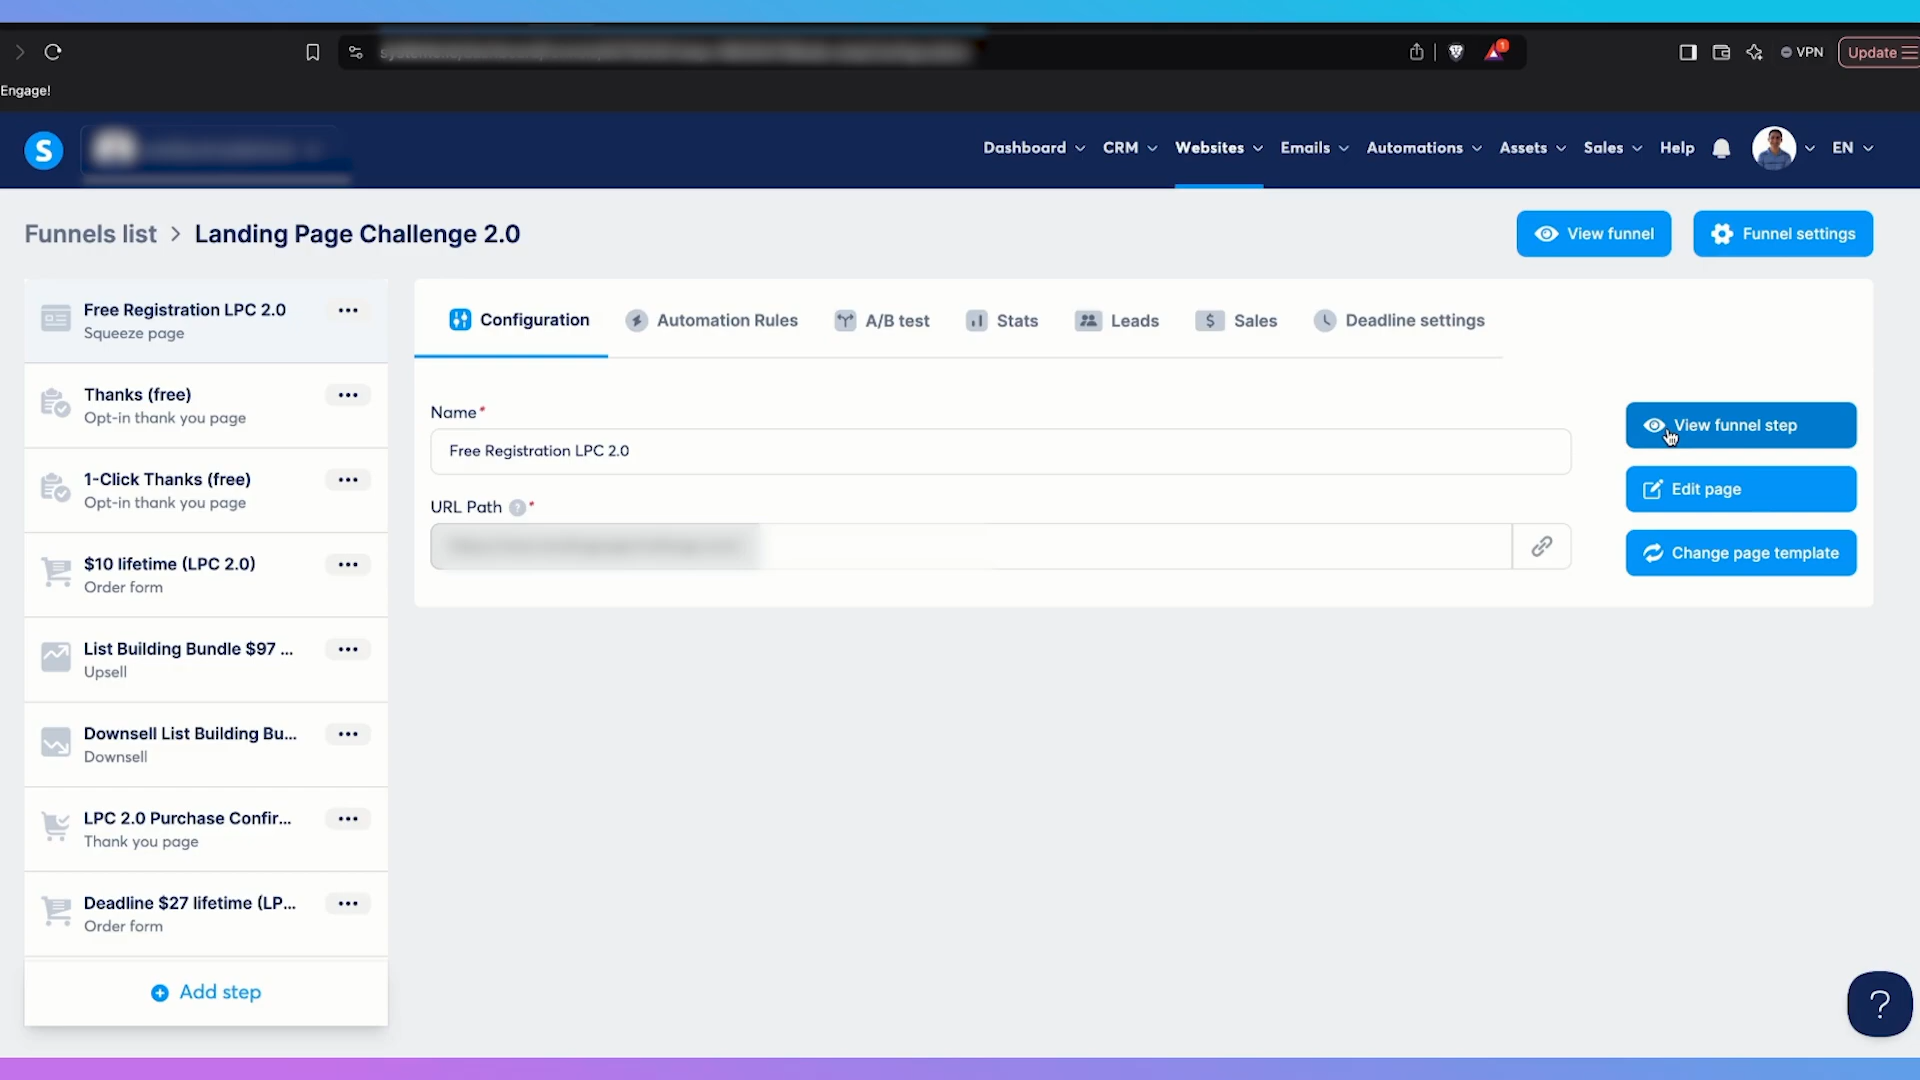 VPN
Update
Engage!
S
Dashboard
CRM
Websites
Emails
Automations
Assets
Sales
Help
EN
Funnels list > Landing Page Challenge 2.0
View funnel
Funnel settings
Free Registration LPC 2.0
Squeeze page
Thanks (free)
Opt-in thank you page
1-Click Thanks (free)
Opt-in thank you page
$10 lifetime (LPC 2.0)
Order form
List Building Bundle $97 ...
Upsell
Downsell List Building Bu...
Downsell
LPC 2.0 Purchase Confir...
Thank you page
Deadline $27 lifetime (LP...
Order form
Add step
Configuration
Automation Rules
A/B test
Stats
Leads
Sales
Deadline settings
Name*
Free Registration LPC 2.0
URL Path ? *
View funnel step
Edit page
Change page template
?